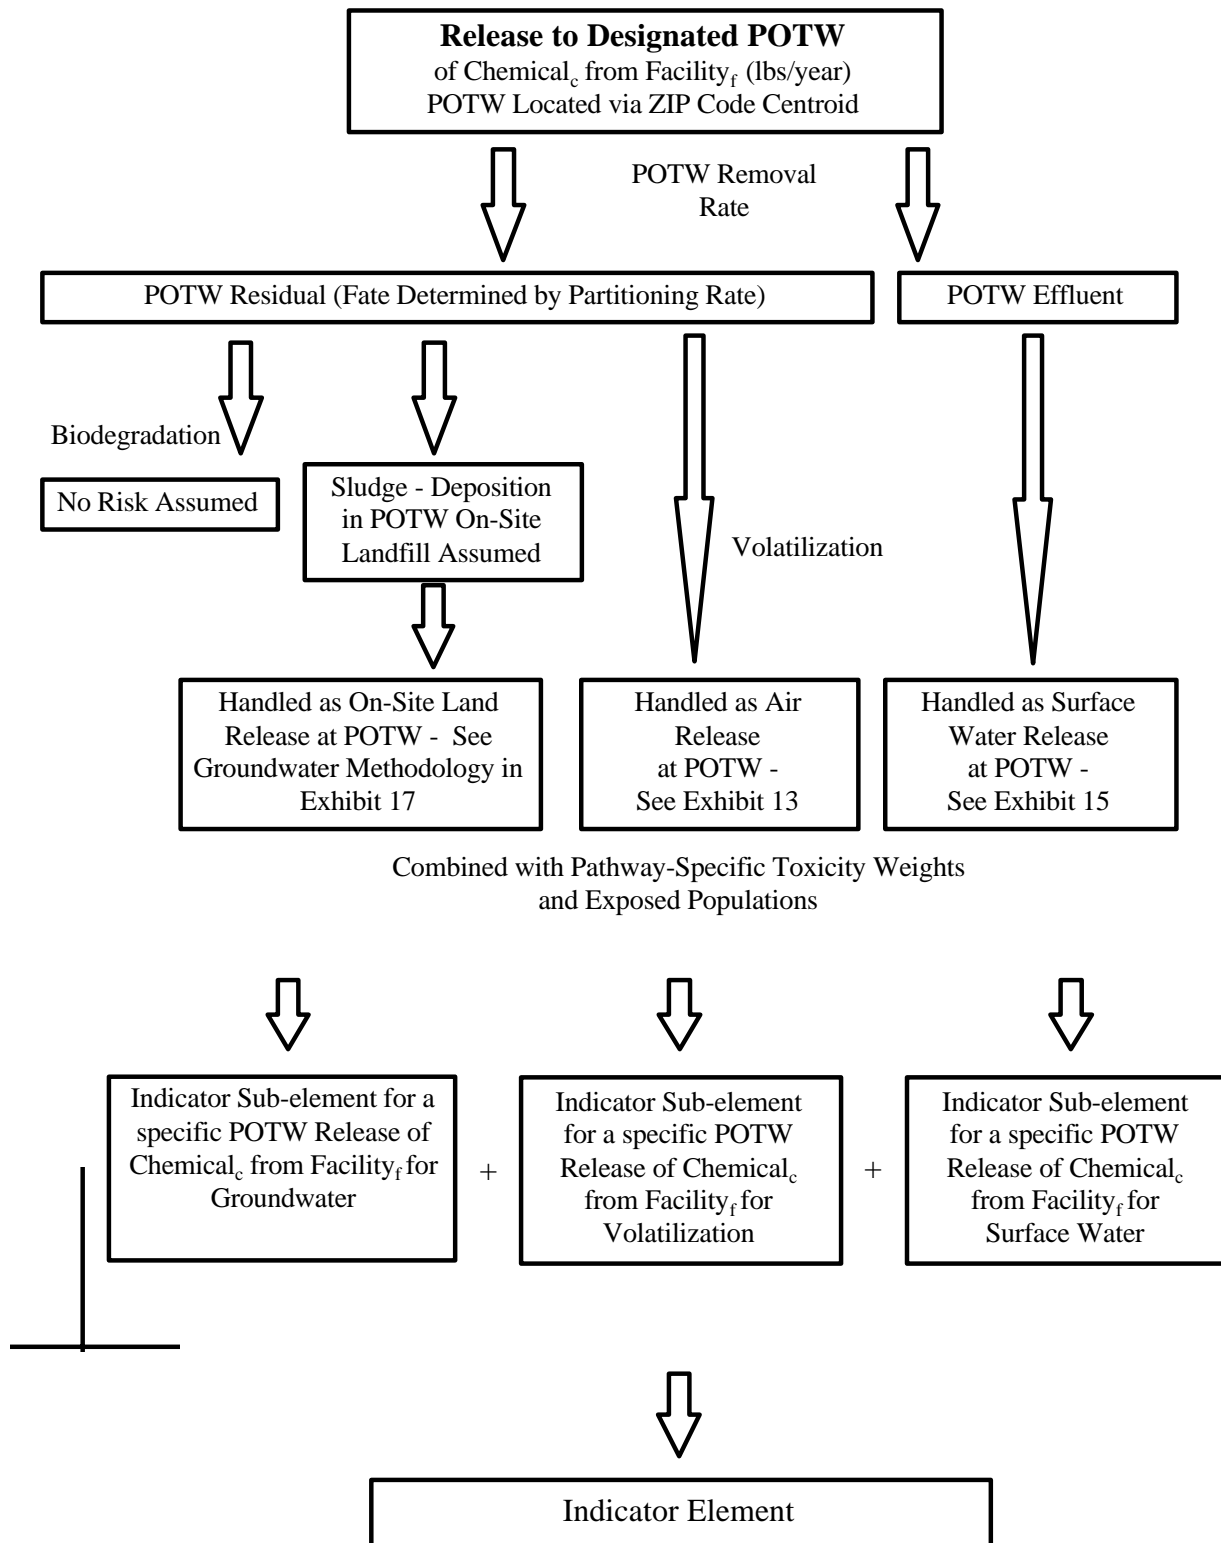 Release to Designated POTW
of Chemical_c from Facility_f (lbs/year)
POTW Located via ZIP Code Centroid
POTW Removal
Rate
POTW Residual (Fate Determined by Partitioning Rate)
POTW Effluent
Biodegradation
No Risk Assumed
Sludge - Deposition
in POTW On-Site
Landfill Assumed
Volatilization
Handled as On-Site Land
Release at POTW - See
Groundwater Methodology in
Exhibit 17
Handled as Air
Release
at POTW -
See Exhibit 13
Handled as Surface
Water Release
at POTW -
See Exhibit 15
Combined with Pathway-Specific Toxicity Weights
and Exposed Populations
Indicator Sub-element for a
specific POTW Release of
Chemical_c from Facility_f for
Groundwater
+
Indicator Sub-element
for a specific POTW
Release of Chemical_c
from Facility_f for
Volatilization
+
Indicator Sub-element
for a specific POTW
Release of Chemical_c
from Facility_f for
Surface Water
Indicator Element